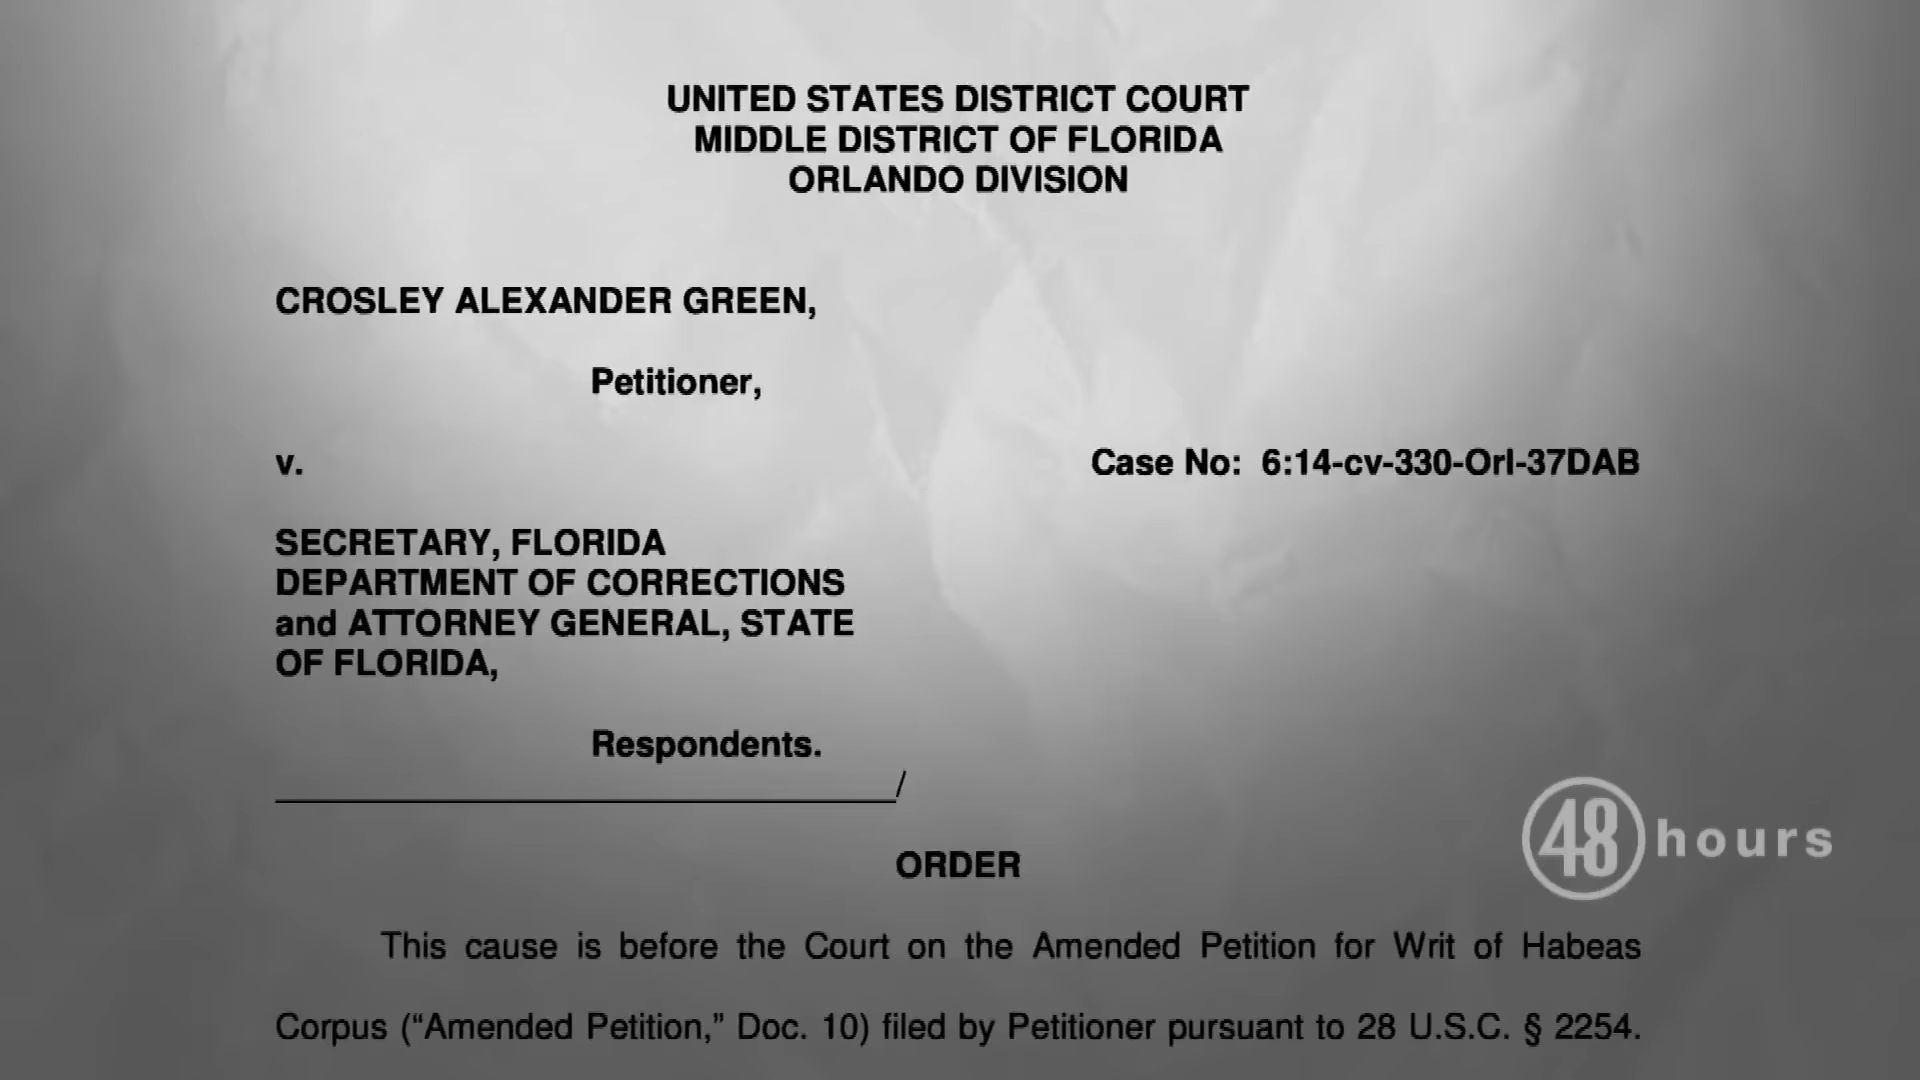 UNITED STATES DISTRICT COURT
MIDDLE DISTRICT OF FLORIDA
ORLANDO DIVISION
CROSLEY ALEXANDER GREEN,
Petitioner,
v.
Case No: 6:14-cv-330-Orl-37DAB
SECRETARY, FLORIDA
DEPARTMENT OF CORRECTIONS
and ATTORNEY GENERAL, STATE
OF FLORIDA,
Respondents.
/
ORDER
48 hours
This cause is before the Court on the Amended Petition for Writ of Habeas
Corpus (“Amended Petition,” Doc. 10) filed by Petitioner pursuant to 28 U.S.C. § 2254.